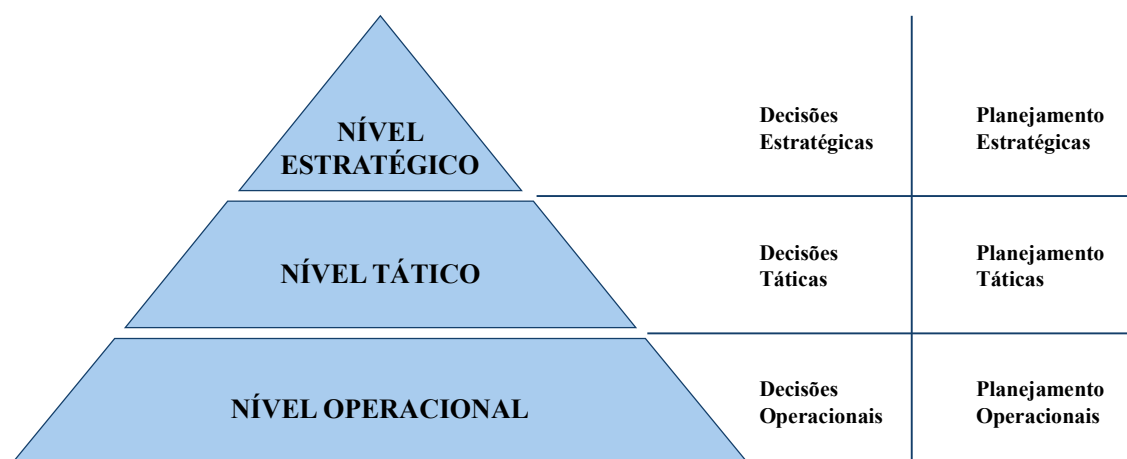 NÍVEL
ESTRATÉGICO
Decisões
Estratégicas
Planejamento
Estratégicas
NÍVEL TÁTICO
Decisões
Táticas
Planejamento
Táticas
NÍVEL OPERACIONAL
Decisões
Operacionais
Planejamento
Operacionais